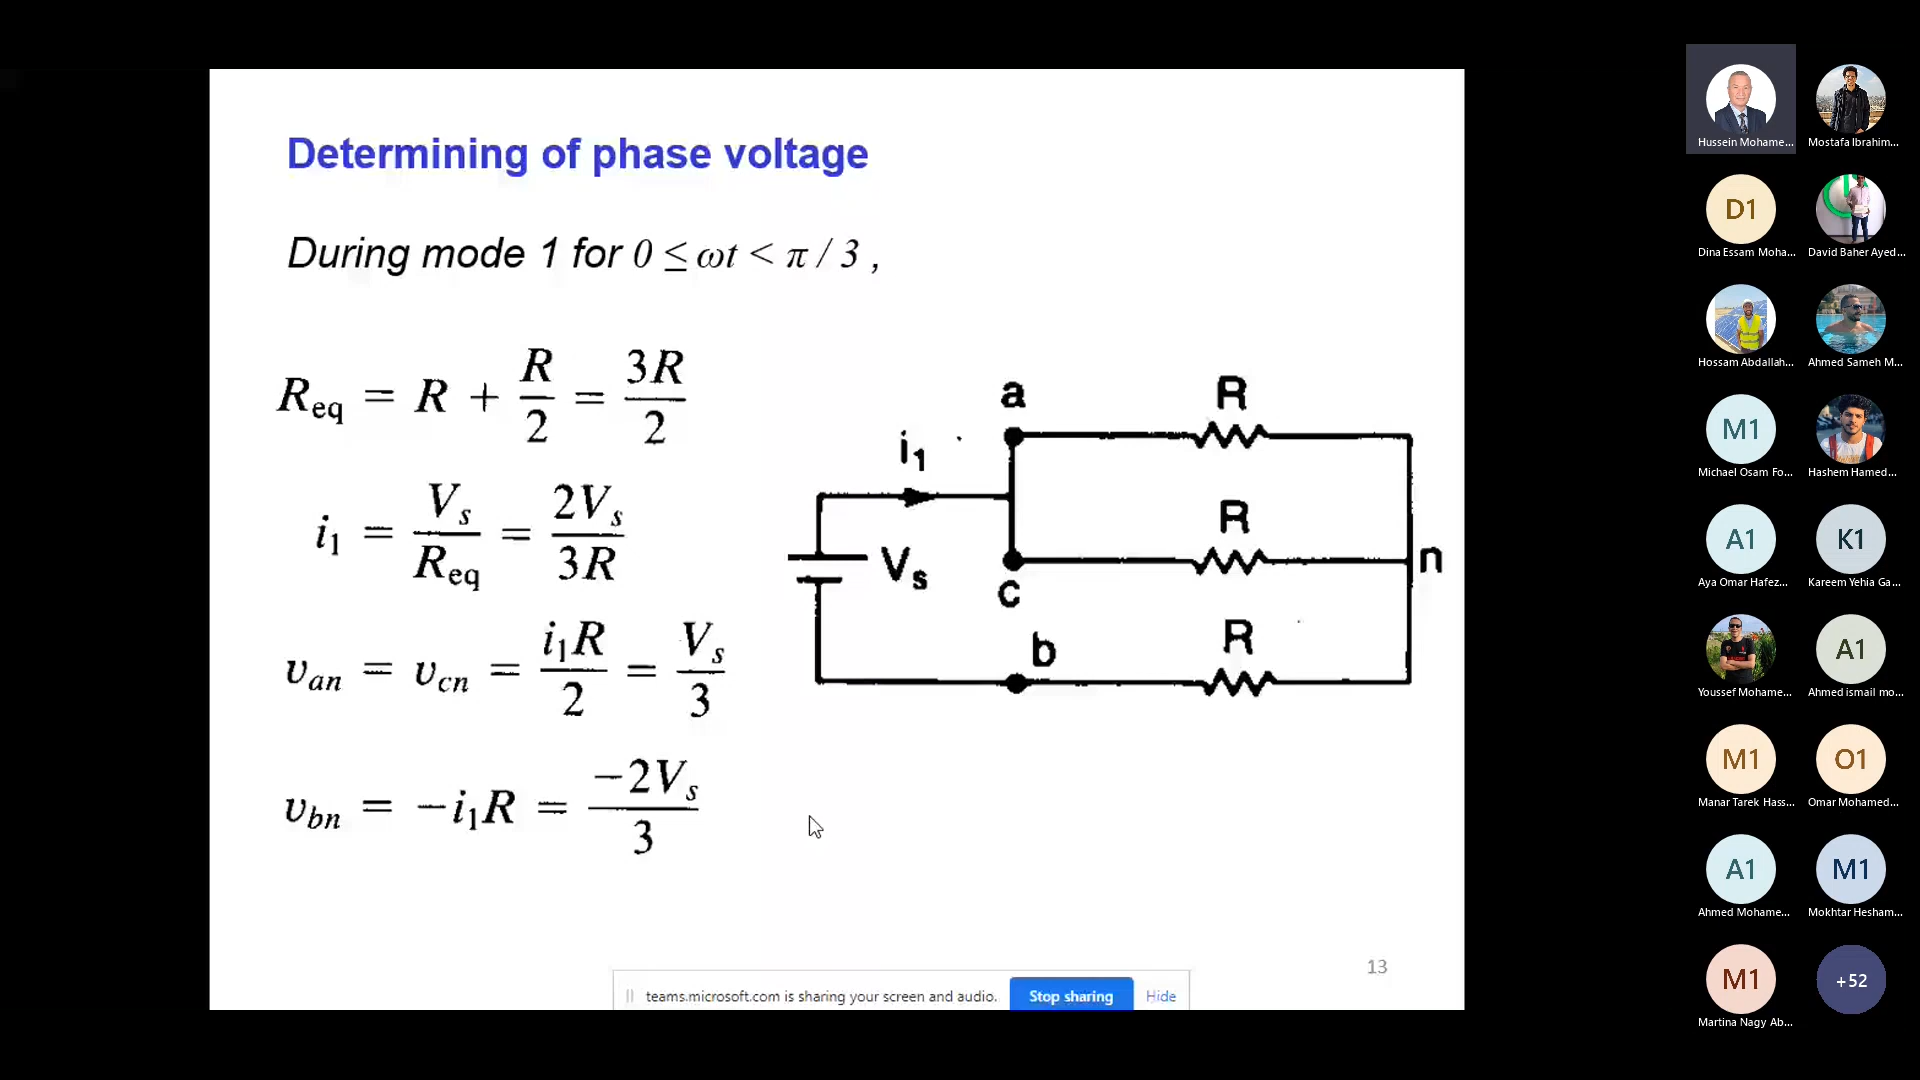 Determining of phase voltage
During mode 1 for 0 ≤ ωt < π / 3 ,
R_eq = R + R/2 = 3R/2
i_1 = V_s/R_eq = 2V_s/3R
v_an = v_cn = i_1R/2 = V_s/3
v_bn = −i_1R = −2V_s/3
a
R
i_1
R
V_s
n
c
R
b
13
teams.microsoft.com is sharing your screen and audio.
Stop sharing
Hide
Hussein Mohame...
Mostafa Ibrahim...
D1
Dina Essam Moha...
David Baher Ayed...
Hossam Abdallah...
Ahmed Sameh M...
M1
Michael Osam Fo...
Hashem Hamed...
A1
K1
Aya Omar Hafez...
Kareem Yehia Ga...
A1
Youssef Mohame...
Ahmed ismail mo...
M1
O1
Manar Tarek Hass...
Omar Mohamed...
A1
M1
Ahmed Mohame...
Mokhtar Hesham...
M1
+52
Martina Nagy Ab...